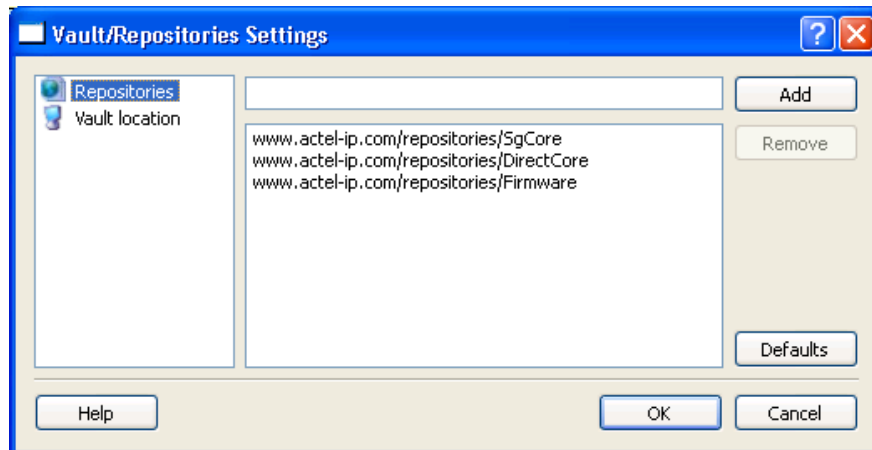 Vault/Repositories Settings
Repositories
Vault location
Add
www.actel-ip.com/repositories/SgCore
www.actel-ip.com/repositories/DirectCore
www.actel-ip.com/repositories/Firmware
Remove
Defaults
Help
OK
Cancel